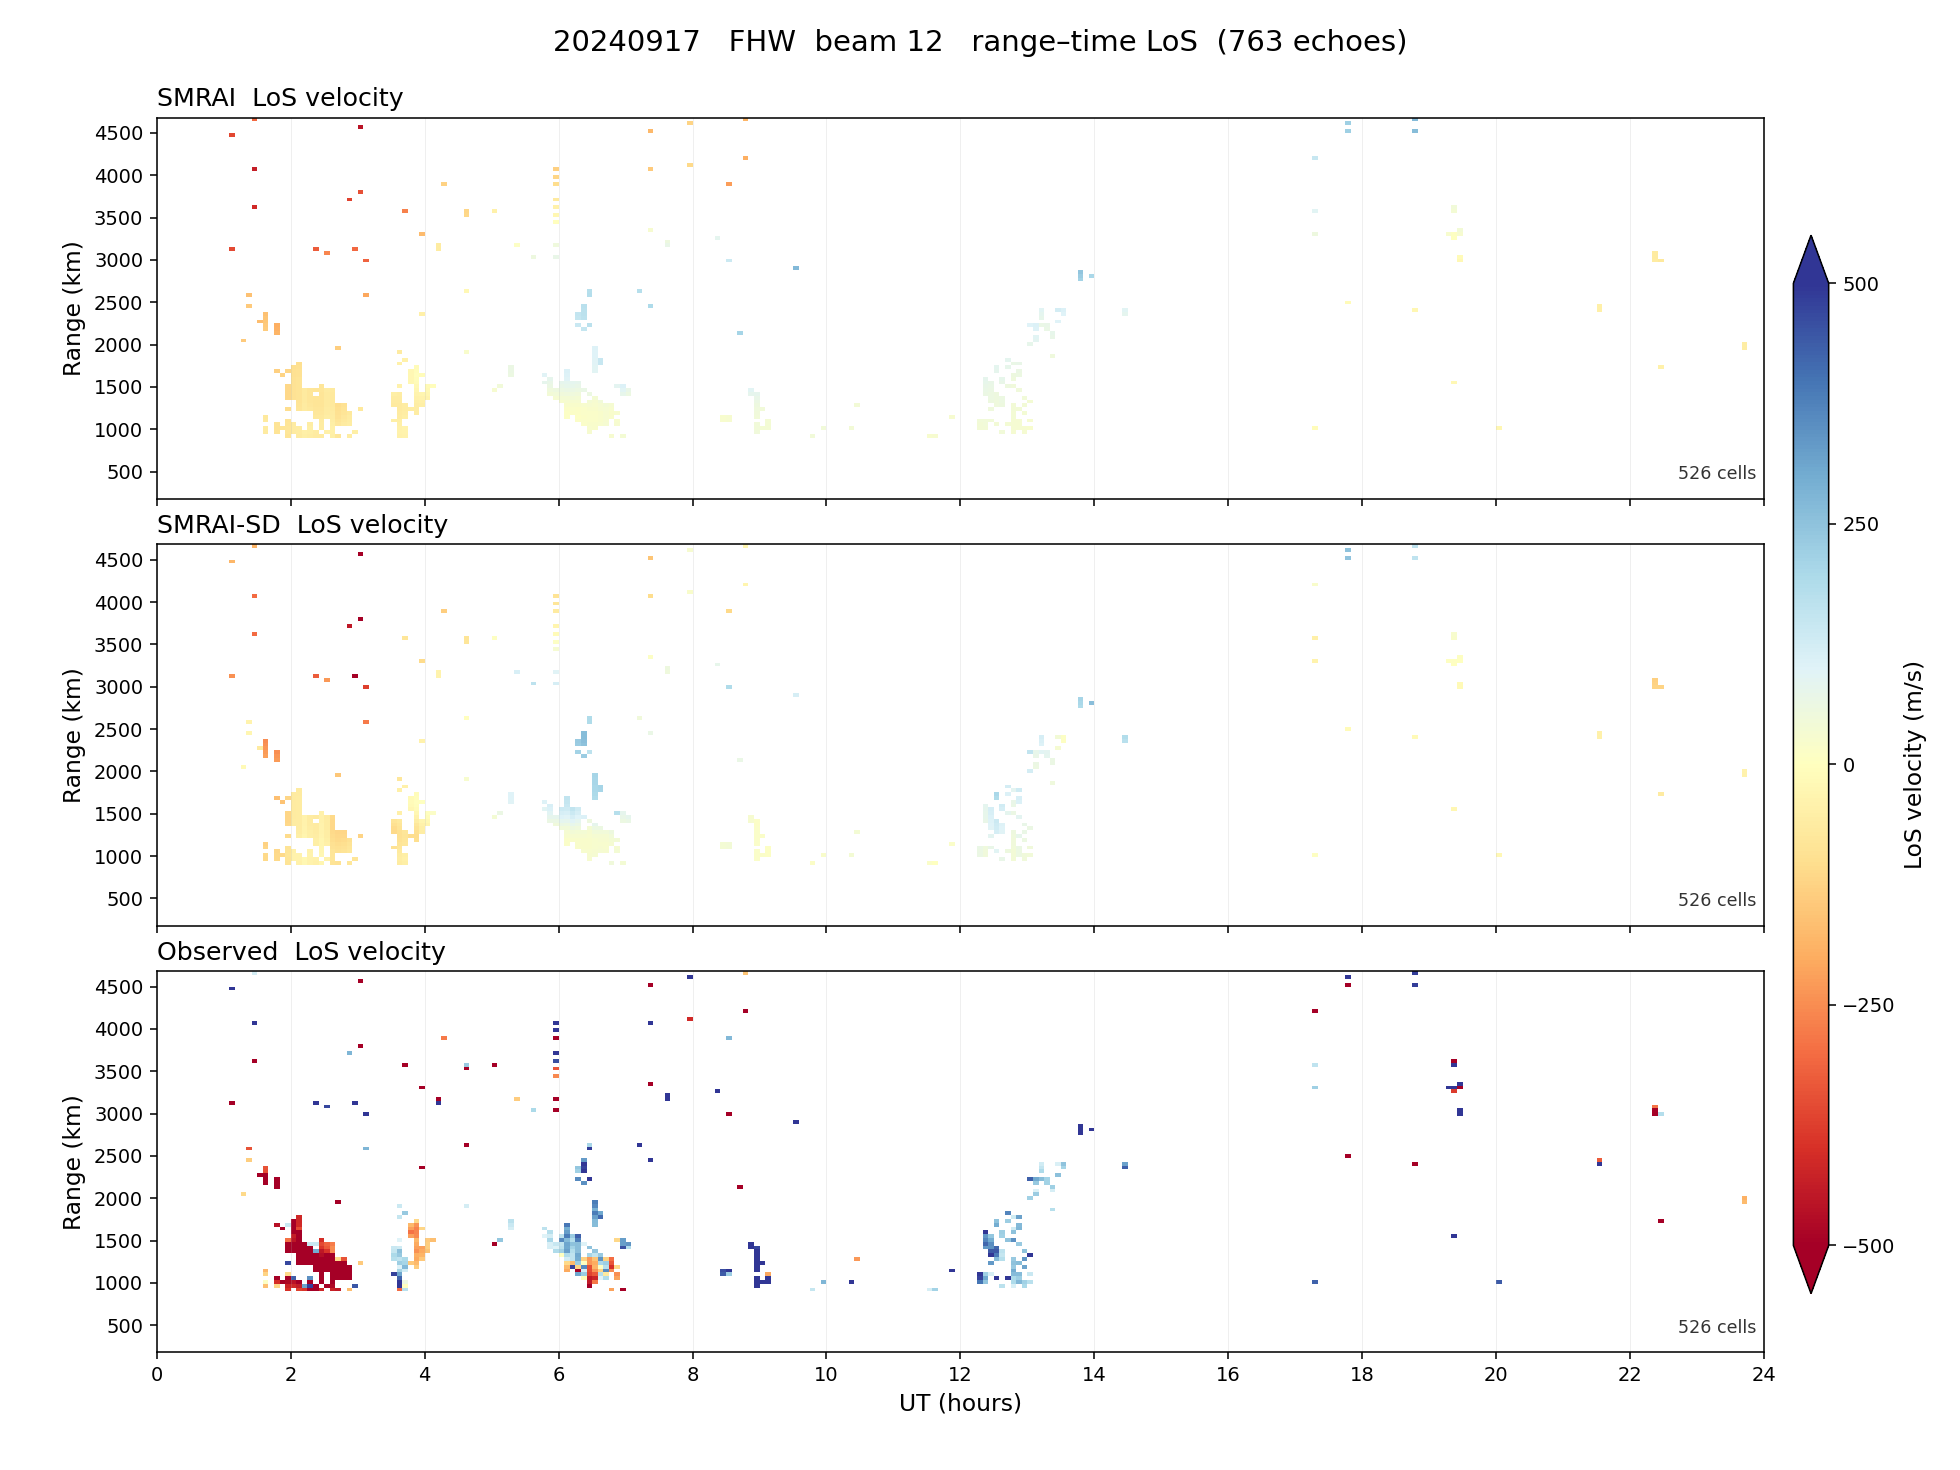 20240917 FHW beam 12 range–time LoS (763 echoes)
SMRAI LoS velocity
4500
4000
3500
3000
2500
2000
1500
1000
500
Range (km)
526 cells
SMRAI-SD LoS velocity
4500
4000
3500
3000
2500
2000
1500
1000
500
Range (km)
526 cells
Observed LoS velocity
4500
4000
3500
3000
2500
2000
1500
1000
500
Range (km)
526 cells
0 2 4 6 8 10 12 14 16 18 20 22 24
UT (hours)
500
250
0
−250
−500
LoS velocity (m/s)